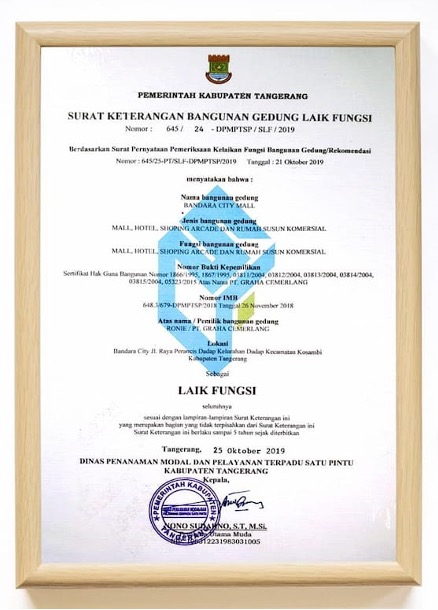 PEMERINTAH KABUPATEN TANGERANG
SURAT KETERANGAN BANGUNAN GEDUNG LAIK FUNGSI
Nomor : 645 / 24 - DPMPTSP / SLF / 2019
Berdasarkan Surat Pernyataan Pemeriksaan Kelaikan Fungsi Bangunan Gedung/Rekomendasi
Nomor : 645/25-PT/SLF-DPMPTSP/2019 Tanggal : 21 Oktober 2019
menyatakan bahwa :
Nama bangunan gedung
BANDARA CITY MALL
Jenis bangunan gedung
MALL, HOTEL, SHOPING ARCADE DAN RUMAH SUSUN KOMERSIAL
Fungsi bangunan gedung
MALL, HOTEL, SHOPING ARCADE DAN RUMAH SUSUN KOMERSIAL
Nomor Bukti Kepemilikan
Sertifikat Hak Guna Bangunan Nomor 1866/1995, 1867/1995, 03811/2004, 03812/2004, 03813/2004, 03814/2004,
03815/2004, 05323/2015 Atas Nama PT. GRAHA CEMERLANG
Nomor IMB
648.3/679-DPMPTSP/2018 Tanggal 26 November 2018
Atas nama / Pemilik bangunan gedung
RONIE / PT. GRAHA CEMERLANG
Lokasi
Bandara City Jl. Raya Perancis Dadap Kelurahan Dadap Kecamatan Kosambi
Kabupaten Tangerang
Sebagai
LAIK FUNGSI
seluruhnya
sesuai dengan lampiran-lampiran Surat Keterangan ini
yang merupakan bagian yang tidak terpisahkan dari Surat Keterangan ini
Surat Keterangan ini berlaku sampai 5 tahun sejak diterbitkan
Tangerang, 25 Oktober 2019
DINAS PENANAMAN MODAL DAN PELAYANAN TERPADU SATU PINTU
KABUPATEN TANGERANG
Kepala,
PEMERINTAH KABUPATEN
TANGERANG
SUDARNO, S.T, M.Si.
Utama Muda